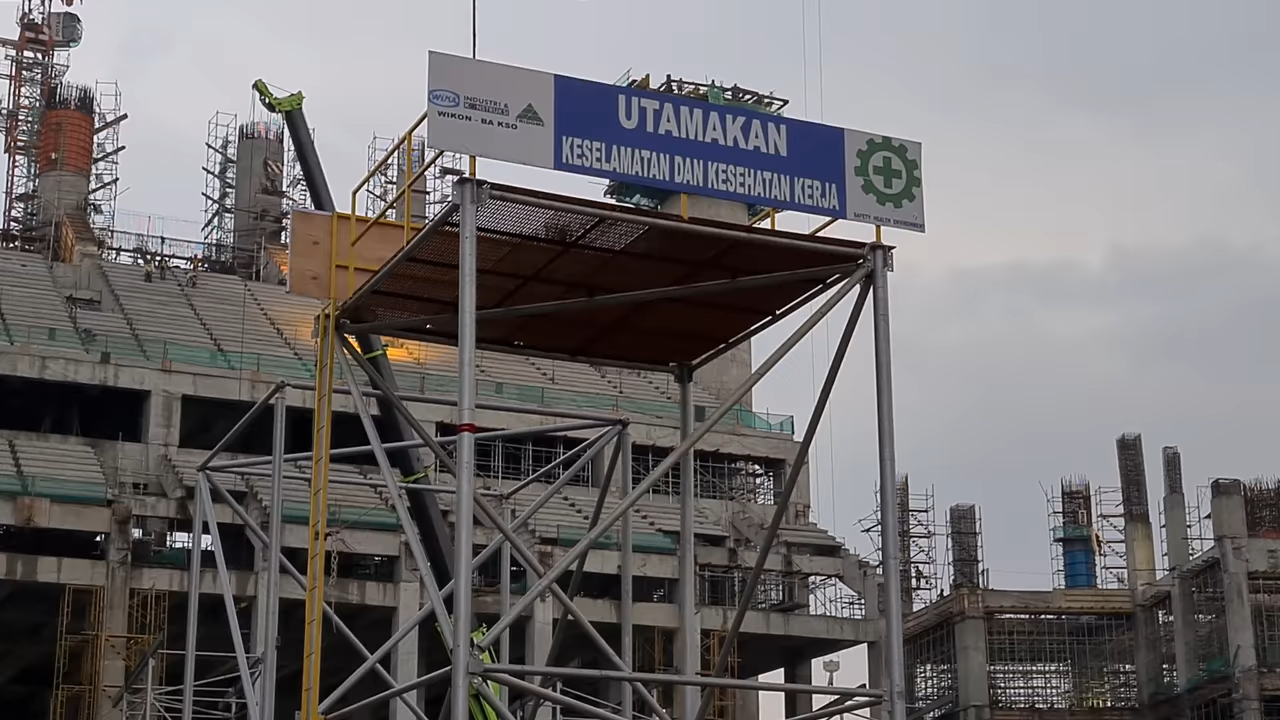 WIKA
INDUSTRI &
KONSTRUKSI
WIKON - BA KSO
UTAMAKAN
KESELAMATAN DAN KESEHATAN KERJA
SAFETY HEALTH ENVIRONMENT